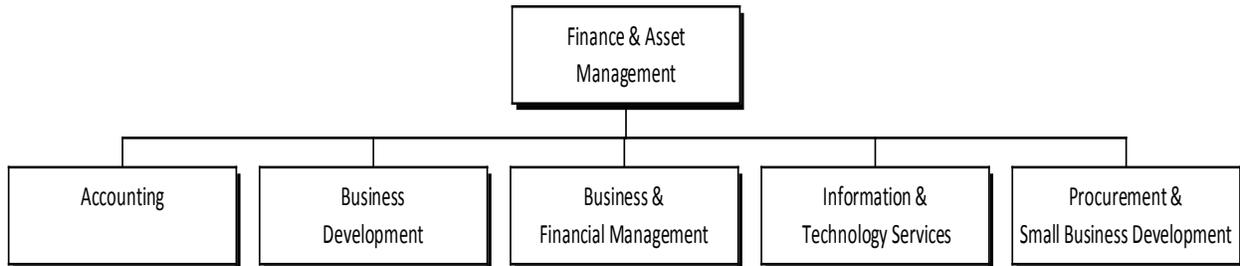 Finance & Asset
Management
Accounting
Business
Development
Business &
Financial Management
Information &
Technology Services
Procurement &
Small Business Development